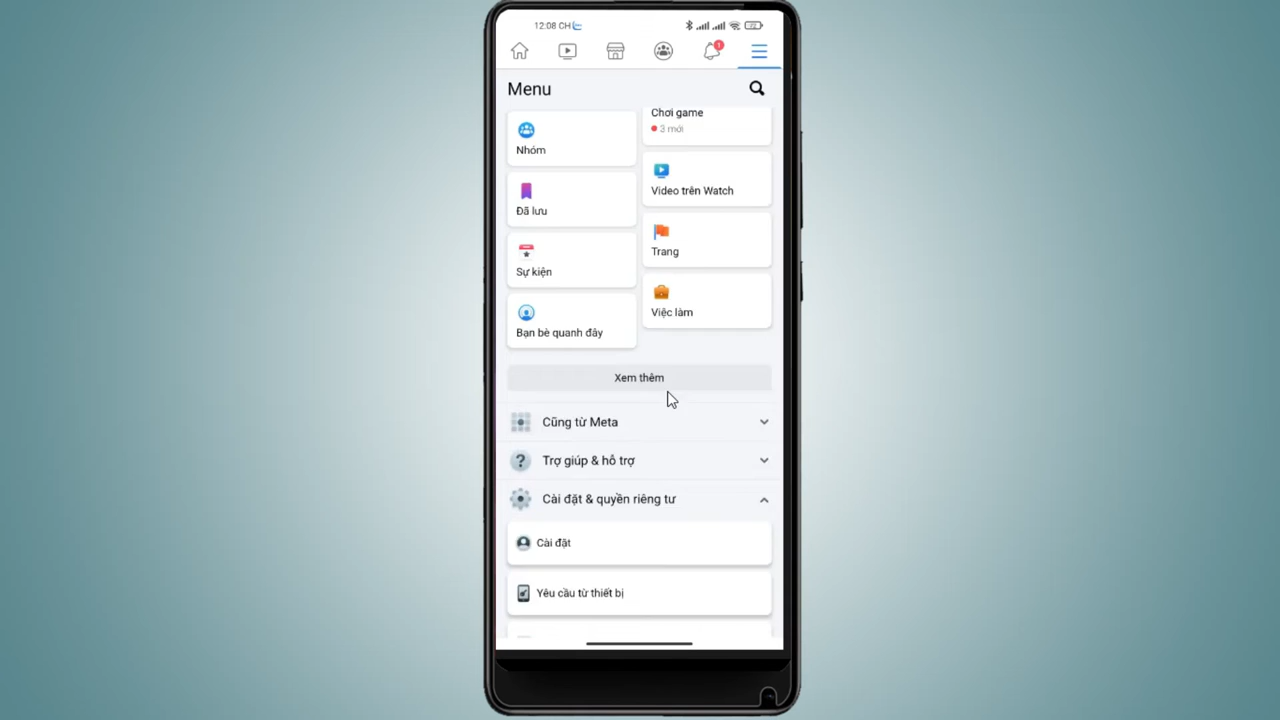 12:08 CH
1
Menu
Chơi game
3 mới
Nhóm
Video trên Watch
Đã lưu
Trang
Sự kiện
Việc làm
Bạn bè quanh đây
Xem thêm
Cũng từ Meta
Trợ giúp & hỗ trợ
Cài đặt & quyền riêng tư
Cài đặt
Yêu cầu từ thiết bị